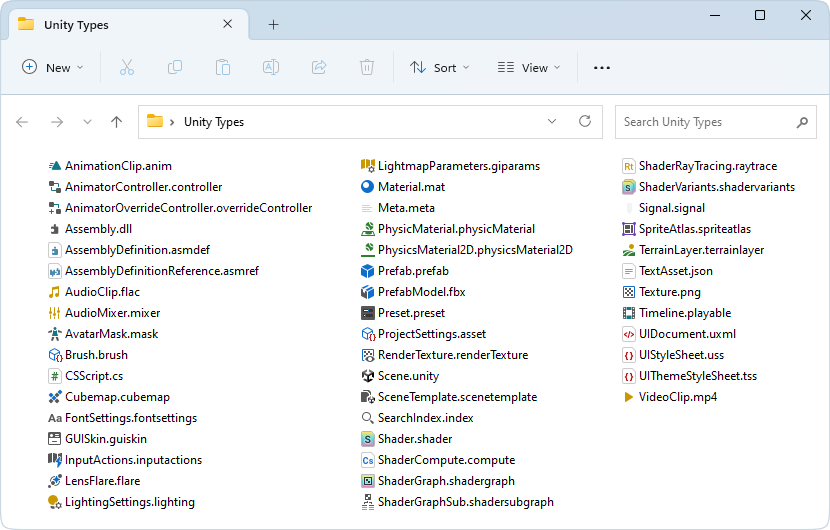 Unity Types
New
Sort
View
Unity Types
Search Unity Types
AnimationClip.anim
AnimatorController.controller
AnimatorOverrideController.overrideController
Assembly.dll
AssemblyDefinition.asmdef
AssemblyDefinitionReference.asmref
AudioClip.flac
AudioMixer.mixer
AvatarMask.mask
Brush.brush
CSScript.cs
Cubemap.cubemap
Aa FontSettings.fontsettings
GUISkin.guiskin
InputActions.inputactions
LensFlare.flare
LightingSettings.lighting
LightmapParameters.giparams
Material.mat
Meta.meta
PhysicMaterial.physicMaterial
PhysicsMaterial2D.physicsMaterial2D
Prefab.prefab
PrefabModel.fbx
Preset.preset
ProjectSettings.asset
RenderTexture.renderTexture
Scene.unity
SceneTemplate.scenetemplate
SearchIndex.index
S Shader.shader
Cs ShaderCompute.compute
ShaderGraph.shadergraph
ShaderGraphSub.shadersubgraph
Rt ShaderRayTracing.raytrace
S ShaderVariants.shadervariants
Signal.signal
SpriteAtlas.spriteatlas
TerrainLayer.terrainlayer
TextAsset.json
Texture.png
Timeline.playable
UIDocument.uxml
UIStyleSheet.uss
UIThemeStyleSheet.tss
VideoClip.mp4